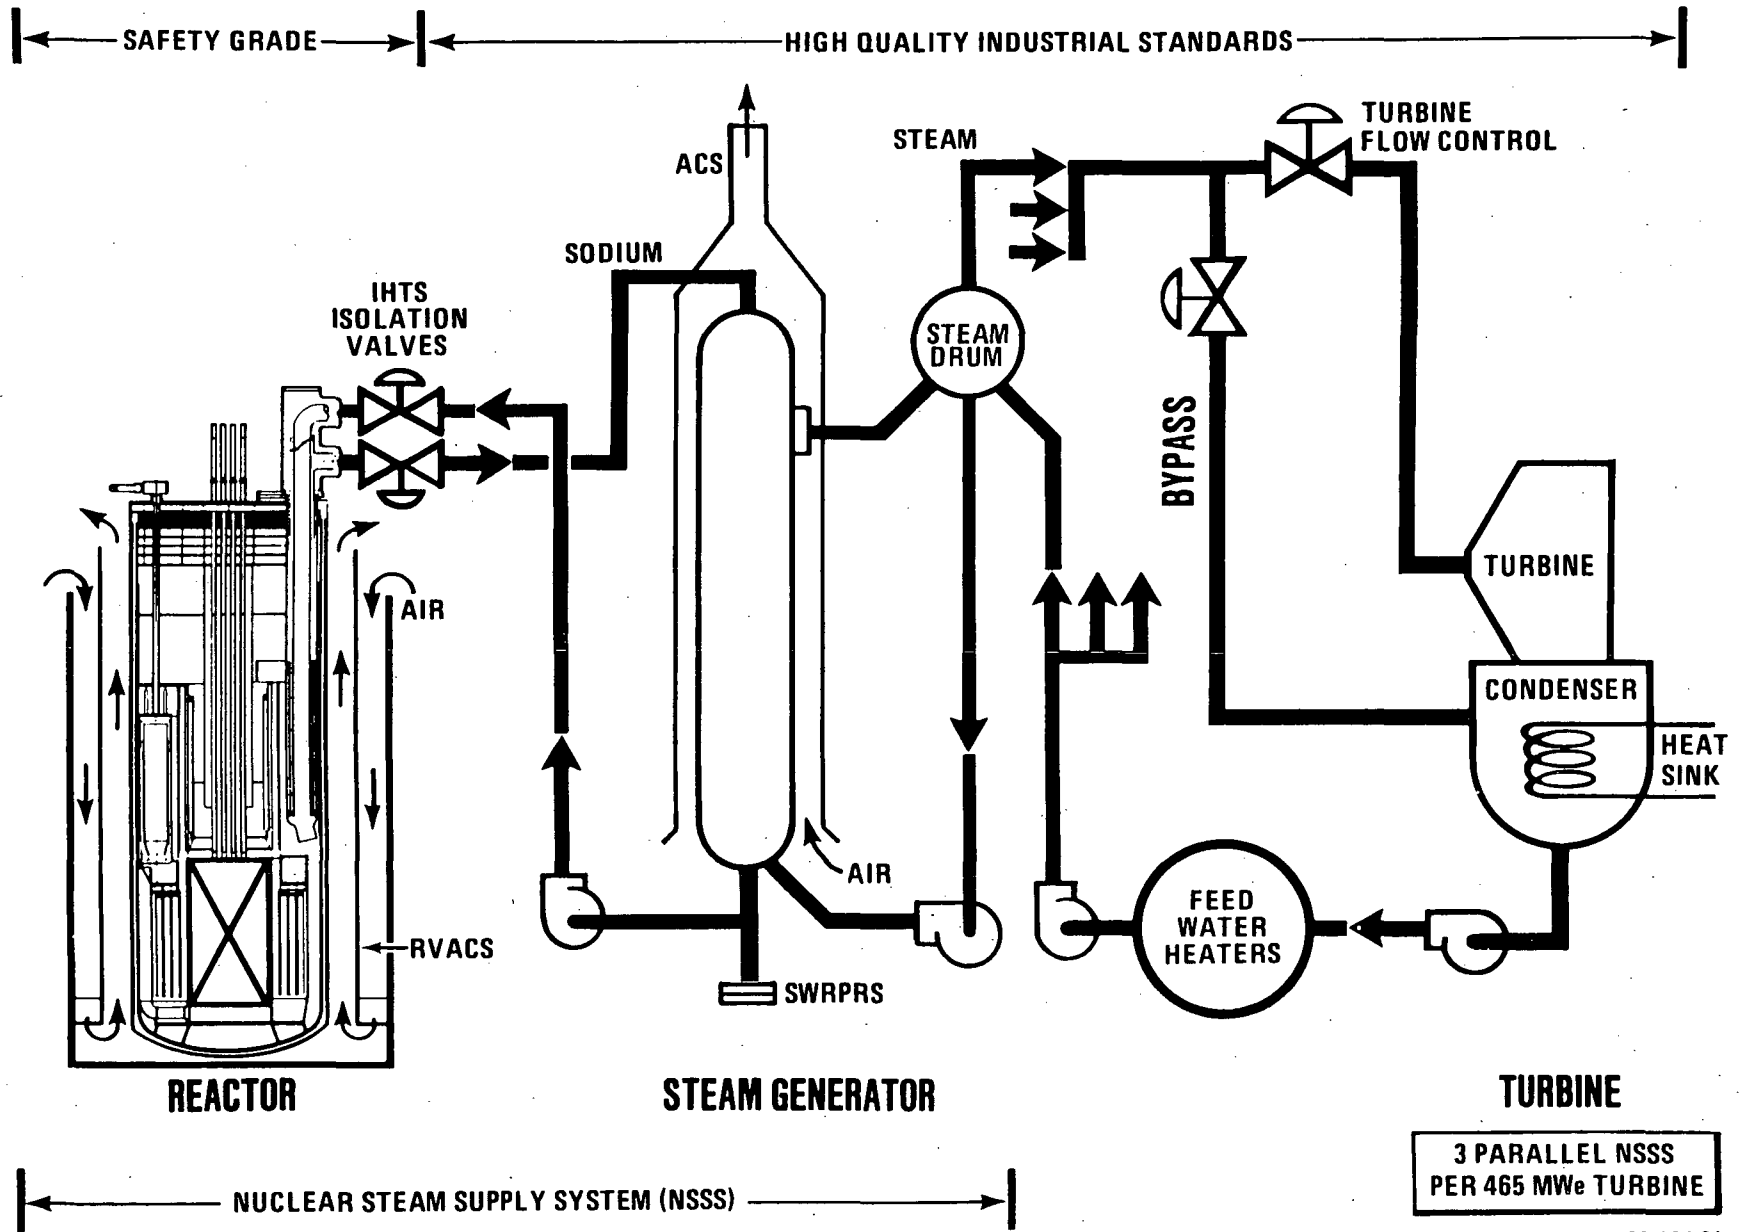 SAFETY GRADE
HIGH QUALITY INDUSTRIAL STANDARDS
TURBINE
FLOW CONTROL
STEAM
ACS
SODIUM
IHTS
ISOLATION
VALVES
STEAM
DRUM
BYPASS
TURBINE
AIR
CONDENSER
HEAT
SINK
AIR
FEED
WATER
HEATERS
RVACS
SWRPRS
REACTOR
STEAM GENERATOR
TURBINE
3 PARALLEL NSSS
PER 465 MWe TURBINE
NUCLEAR STEAM SUPPLY SYSTEM (NSSS)